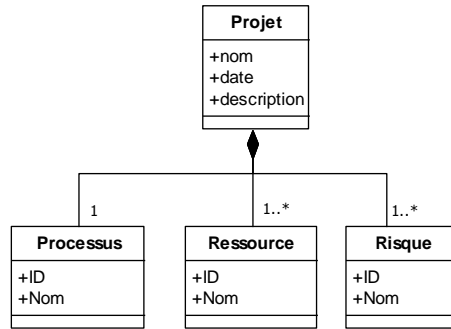 Projet
+nom
+date
+description
1
1..*
1..*
Processus
+ID
+Nom
Ressource
+ID
+Nom
Risque
+ID
+Nom